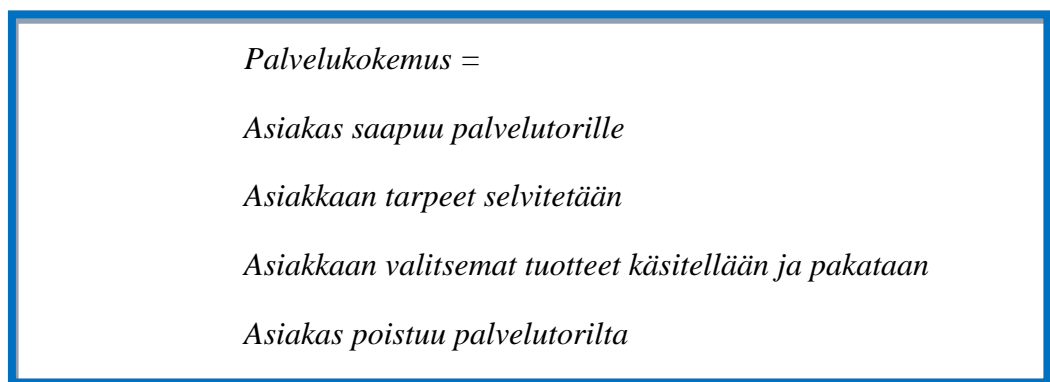 Palvelukokemus =
Asiakas saapuu palvelutorille
Asiakkaan tarpeet selvitetään
Asiakkaan valitsemat tuotteet käsitellään ja pakataan
Asiakas poistuu palvelutorilta